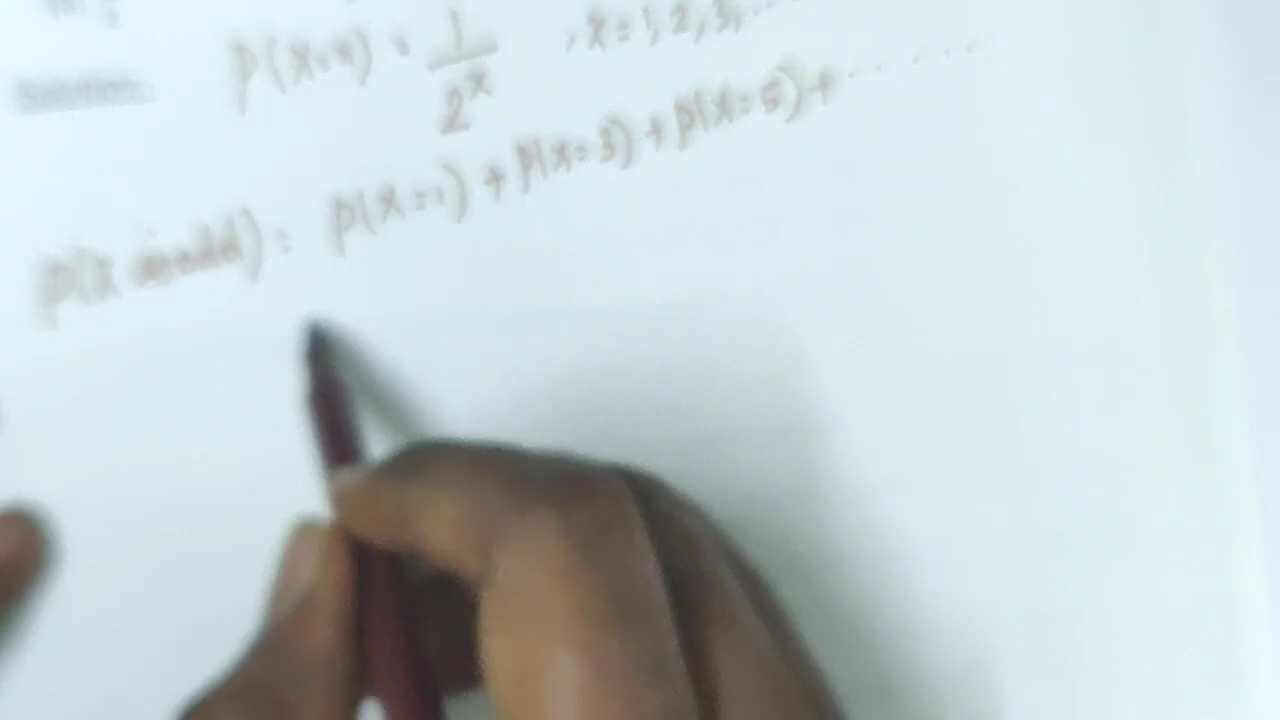 Solution: P(X=x) = 1/2^x , x = 1, 2, 3, ...
P(X is odd) = P(X=1) + P(X=3) + P(X=5) + ......